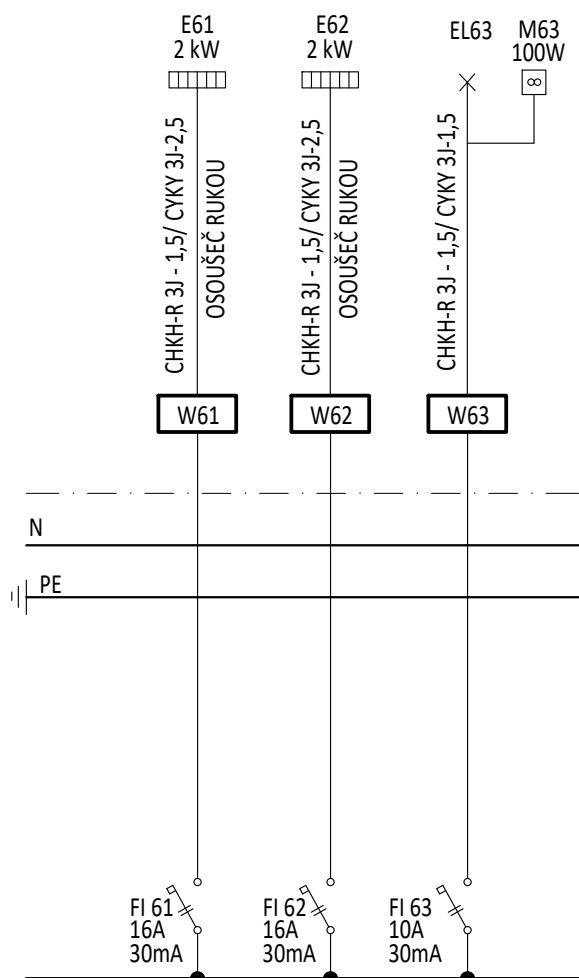 E61
2 kW
E62
2 kW
EL63
M63
100W
CHKH-R 3J - 1,5/ CYKY 3J-2,5
OSOUŠEČ RUKOU
CHKH-R 3J - 1,5/ CYKY 3J-2,5
OSOUŠEČ RUKOU
CHKH-R 3J - 1,5/ CYKY 3J-1,5
W61
W62
W63
N
PE
FI 61
16A
30mA
FI 62
16A
30mA
FI 63
10A
30mA